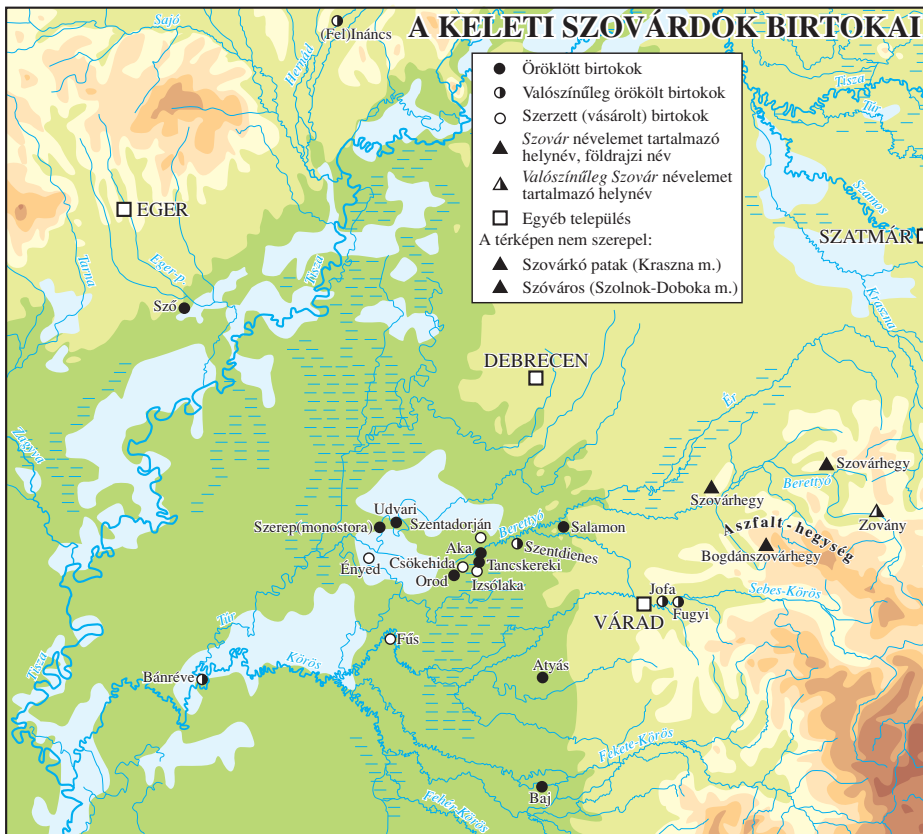 A KELETI SZOVÁRDOK BIRTOKAI
Öröklött birtokok
Valószínűleg örökölt birtokok
Szerzett (vásárolt) birtokok
Szovár névelemet tartalmazó
helynév, földrajzi név
Valószínűleg Szovár névelemet
tartalmazó helynév
Egyéb település
A térképen nem szerepel:
Szovárkó patak (Kraszna m.)
Szóváros (Szolnok-Doboka m.)
Sajó
(Fel)Ináncs
Hernád
Tisza
Túr
Szamos
EGER
SZATMÁR
Tarna
Eger p.
Tisza
Kraszna
Sző
DEBRECEN
Ér
Zagyva
Szovárhegy
Berettyó
Szovárhegy
Zovány
Aszfalt-hegység
Bogdánszovárhegy
Udvari
Szerep(monostora)
Szentadorján
Berettyó
Salamon
Szentdienes
Aka
Tancskereki
Csökehida
Ényed
Orod
Izsólaka
Jofa
Sebes-Körös
Fugyi
VÁRAD
Túr
Fűs
Körös
Tisza
Bánréve
Atyás
Fekete-Körös
Baj
Fehér-Körös